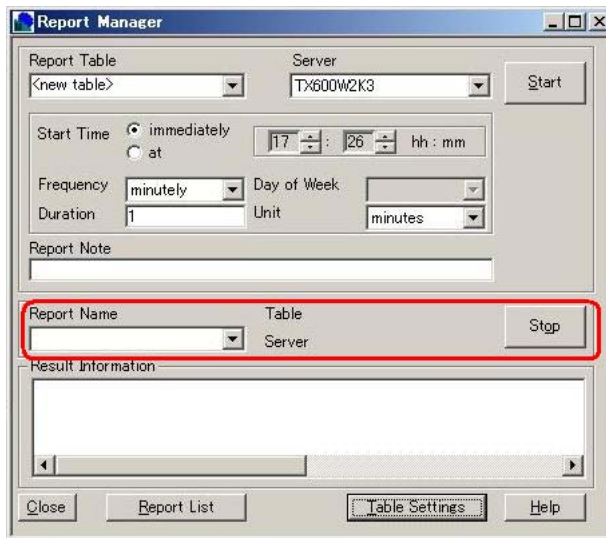 Report Manager
Report Table Server
<new table> TX600W2K3 Start
Start Time immediately 17 : 26 hh : mm
at
Frequency minutely Day of Week
Duration 1 Unit minutes
Report Note
Report Name Table Stop
Server
Result Information
Close Report List Table Settings Help